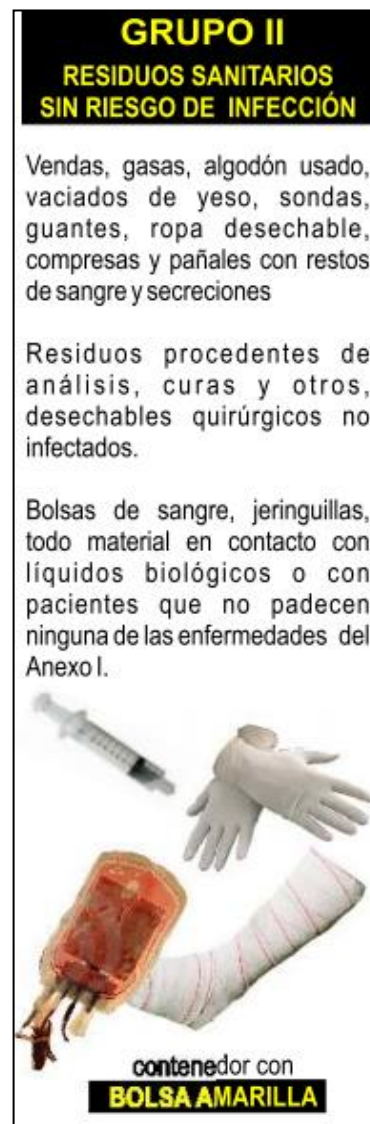 GRUPO II
RESIDUOS SANITARIOS
SIN RIESGO DE INFECCIÓN
Vendas, gasas, algodón usado,
vaciados de yeso, sondas,
guantes, ropa desechable,
compresas y pañales con restos
de sangre y secreciones
Residuos procedentes de
análisis, curas y otros,
desechables quirúrgicos no
infectados.
Bolsas de sangre, jeringuillas,
todo material en contacto con
líquidos biológicos o con
pacientes que no padecen
ninguna de las enfermedades del
Anexo I.
contenedor con
BOLSA AMARILLA